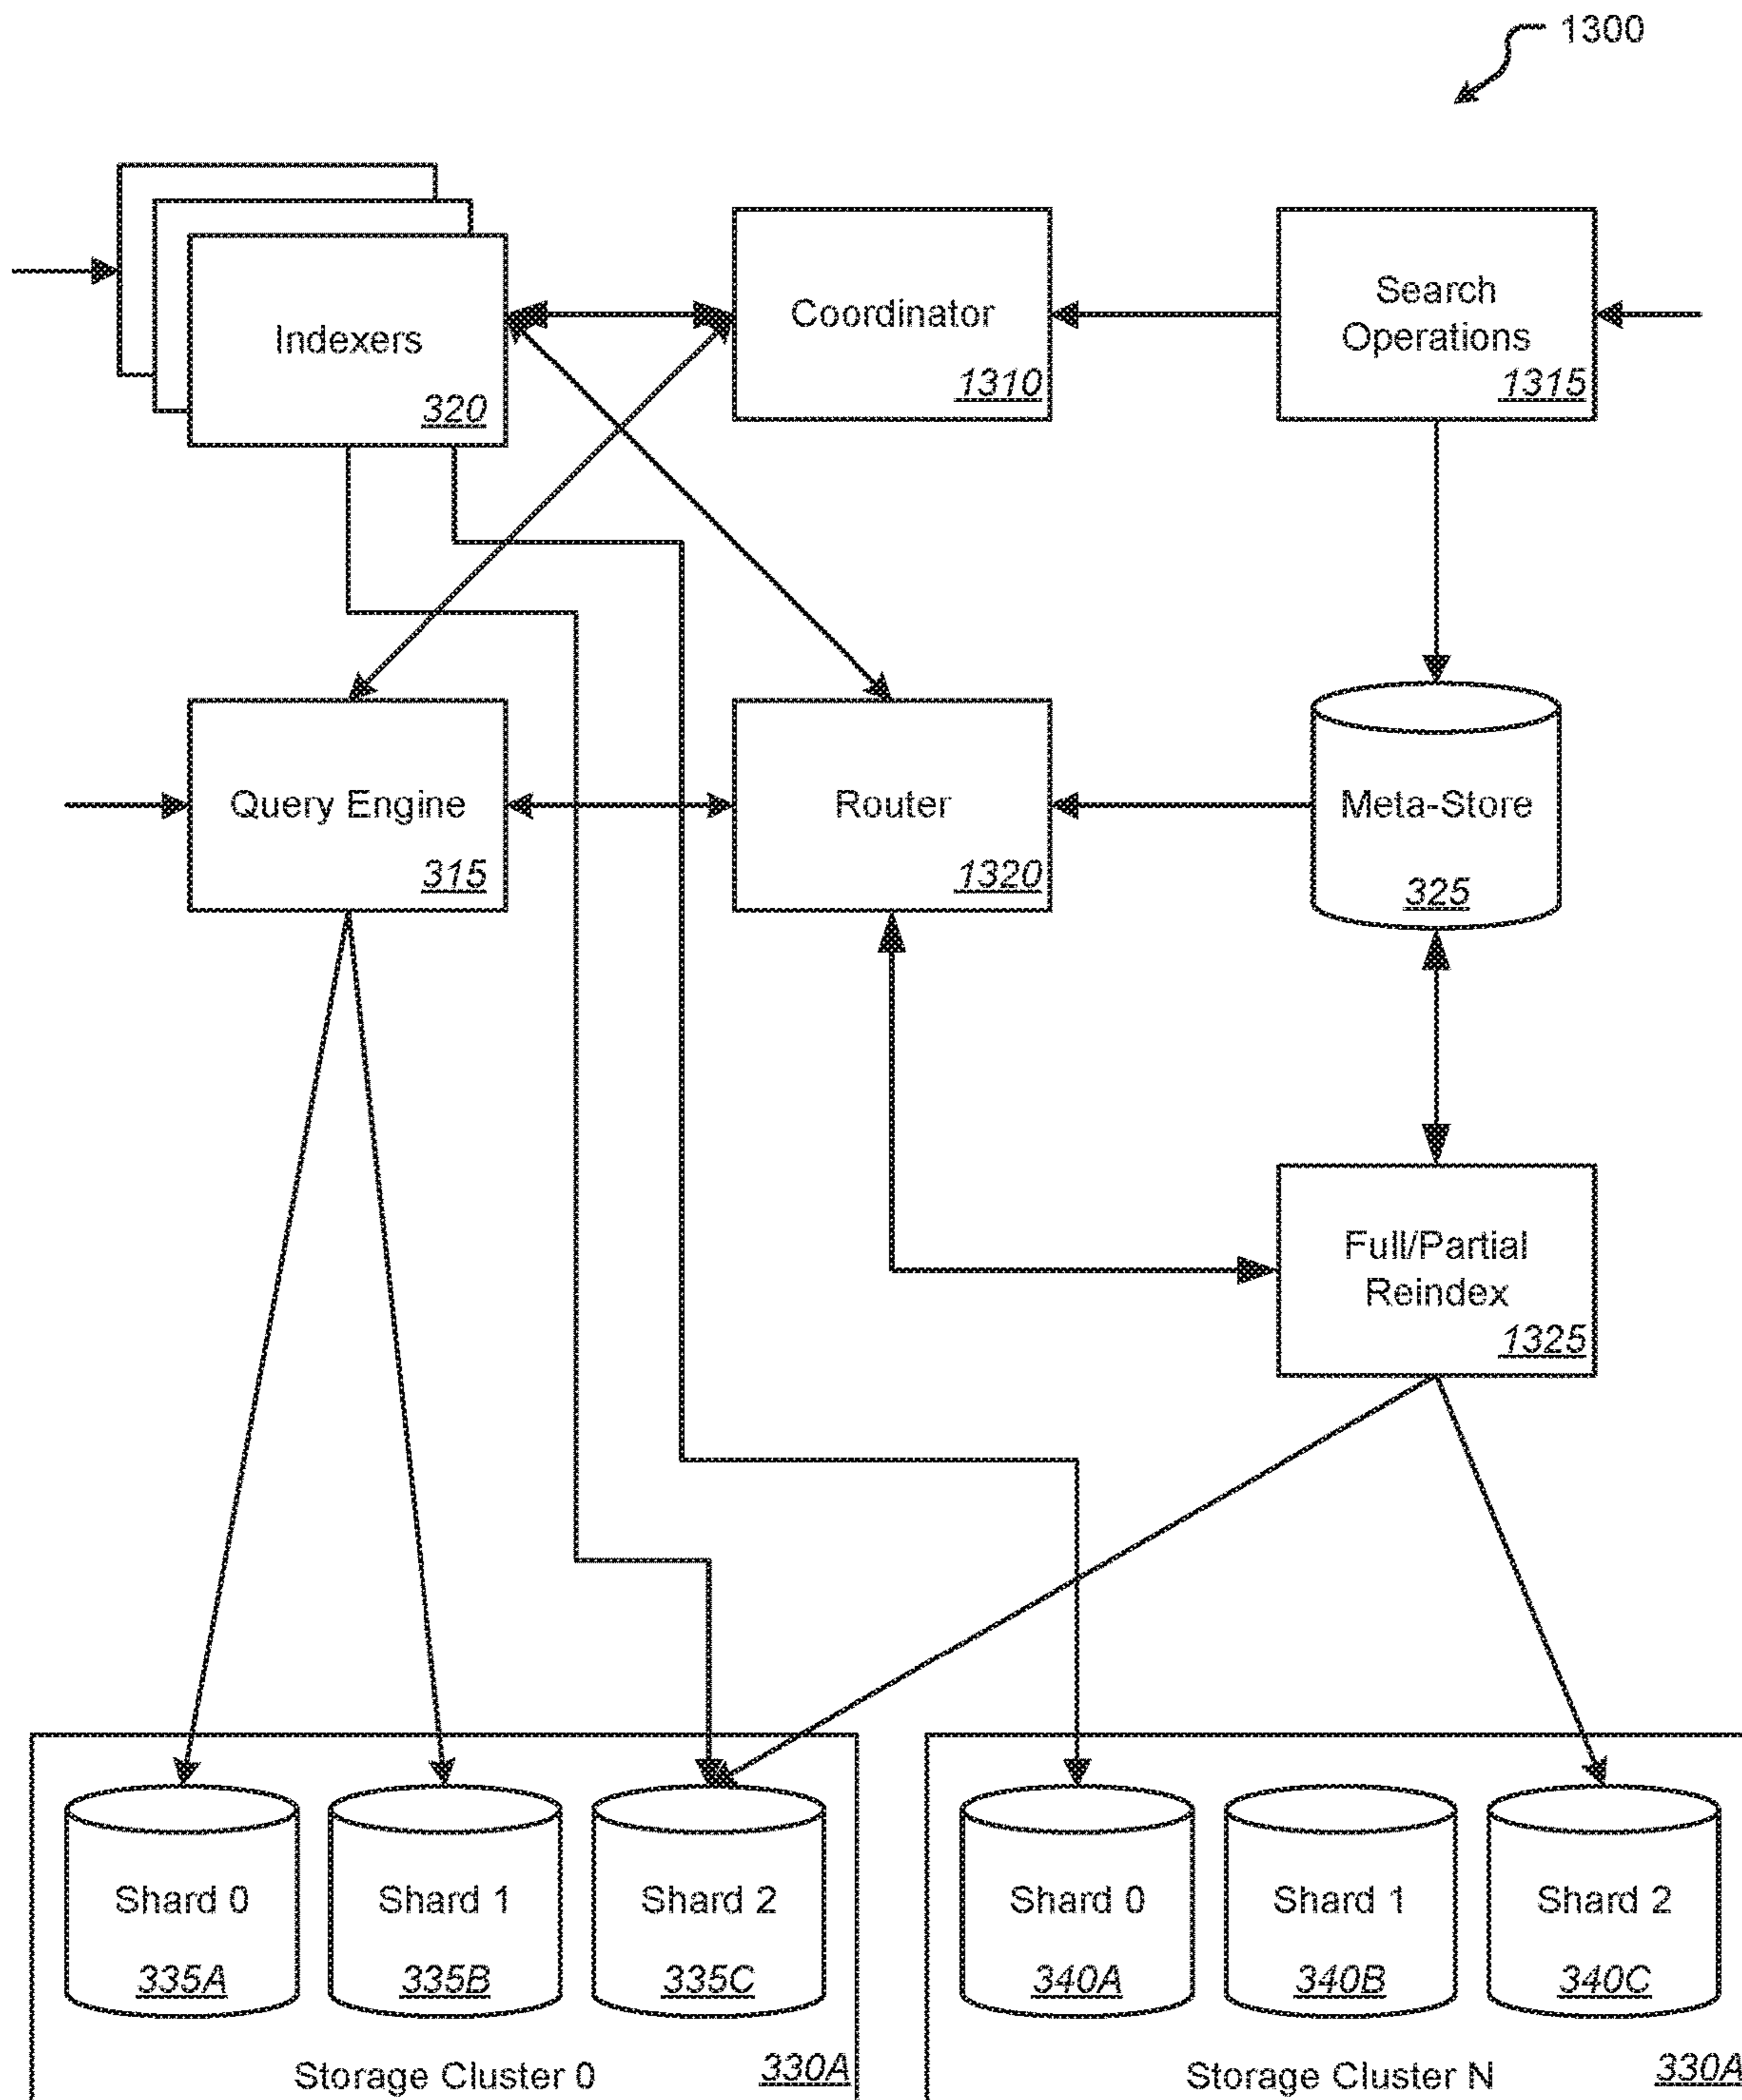 1300
Indexers
320
Coordinator
1310
Search
Operations
1315
Query Engine
315
Router
1320
Meta-Store
325
Full/Partial
Reindex
1325
Shard 0
335A
Shard 1
335B
Shard 2
335C
Storage Cluster 0
330A
Shard 0
340A
Shard 1
340B
Shard 2
340C
Storage Cluster N
330A